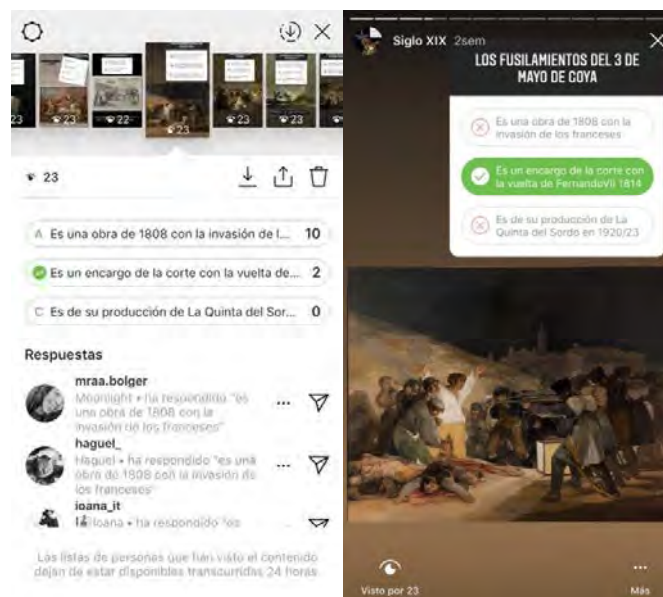 23
23
22
23
23
23
23
23
A Es una obra de 1808 con la invasión de l... 10
Es un encargo de la corte con la vuelta de... 2
C Es de su producción de La Quinta del Sor... 0
Respuestas
mraa.bolger
Moonlight • ha respondido "es
una obra de 1808 con la
invasión de los franceses"
haguel_
Haguel • ha respondido "es una
obra de 1808 con la invasión de
los franceses"
ioana_it
Ioana • ha respondido "es
Las listas de personas que han visto el contenido
dejan de estar disponibles transcurridas 24 horas.
Siglo XIX 2sem
LOS FUSILAMIENTOS DEL 3 DE
MAYO DE GOYA
Es una obra de 1808 con la
invasión de los franceses
Es un encargo de la corte con
la vuelta de FernandoVII 1814
Es de su producción de La
Quinta del Sordo en 1920/23
Visto por 23
Más